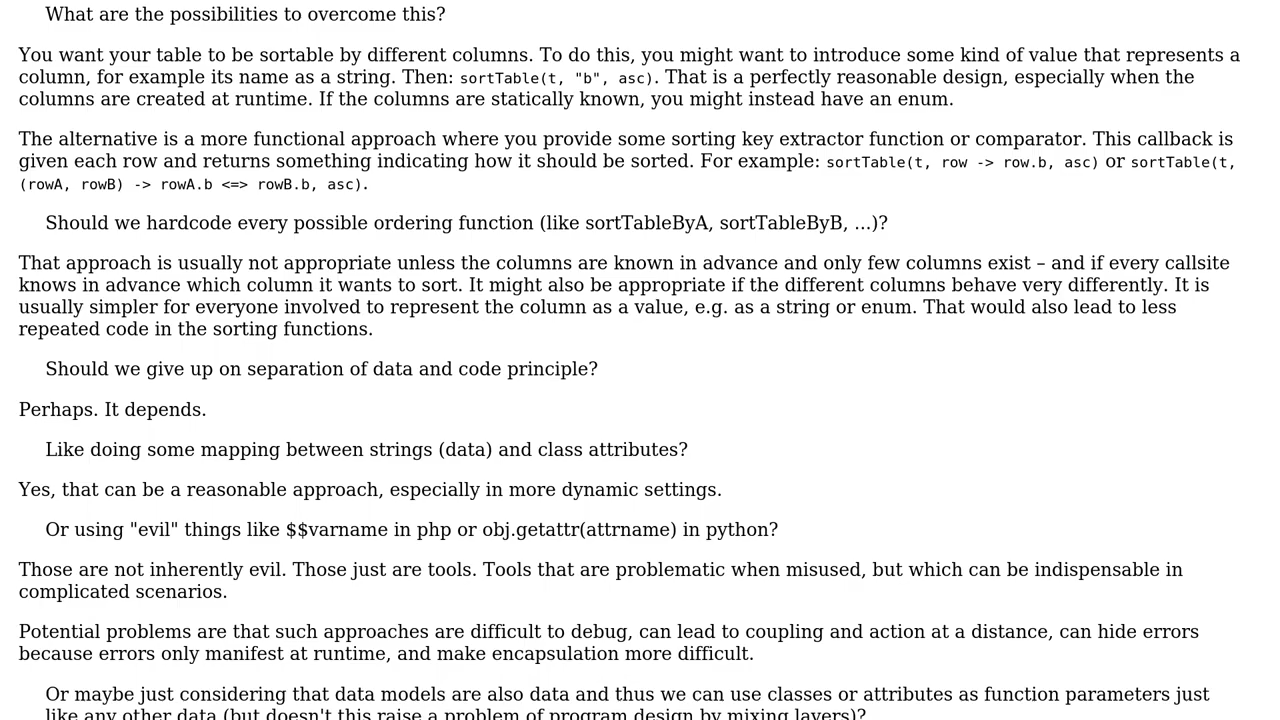 What are the possibilities to overcome this?
You want your table to be sortable by different columns. To do this, you might want to introduce some kind of value that represents a
column, for example its name as a string. Then: sortTable(t, "b", asc). That is a perfectly reasonable design, especially when the
columns are created at runtime. If the columns are statically known, you might instead have an enum.
The alternative is a more functional approach where you provide some sorting key extractor function or comparator. This callback is
given each row and returns something indicating how it should be sorted. For example: sortTable(t, row -> row.b, asc) or sortTable(t,
(rowA, rowB) -> rowA.b <=> rowB.b, asc).
Should we hardcode every possible ordering function (like sortTableByA, sortTableByB, ...)?
That approach is usually not appropriate unless the columns are known in advance and only few columns exist – and if every callsite
knows in advance which column it wants to sort. It might also be appropriate if the different columns behave very differently. It is
usually simpler for everyone involved to represent the column as a value, e.g. as a string or enum. That would also lead to less
repeated code in the sorting functions.
Should we give up on separation of data and code principle?
Perhaps. It depends.
Like doing some mapping between strings (data) and class attributes?
Yes, that can be a reasonable approach, especially in more dynamic settings.
Or using "evil" things like $$varname in php or obj.getattr(attrname) in python?
Those are not inherently evil. Those just are tools. Tools that are problematic when misused, but which can be indispensable in
complicated scenarios.
Potential problems are that such approaches are difficult to debug, can lead to coupling and action at a distance, can hide errors
because errors only manifest at runtime, and make encapsulation more difficult.
Or maybe just considering that data models are also data and thus we can use classes or attributes as function parameters just
like any other data (but doesn't this raise a problem of program design by mixing layers)?